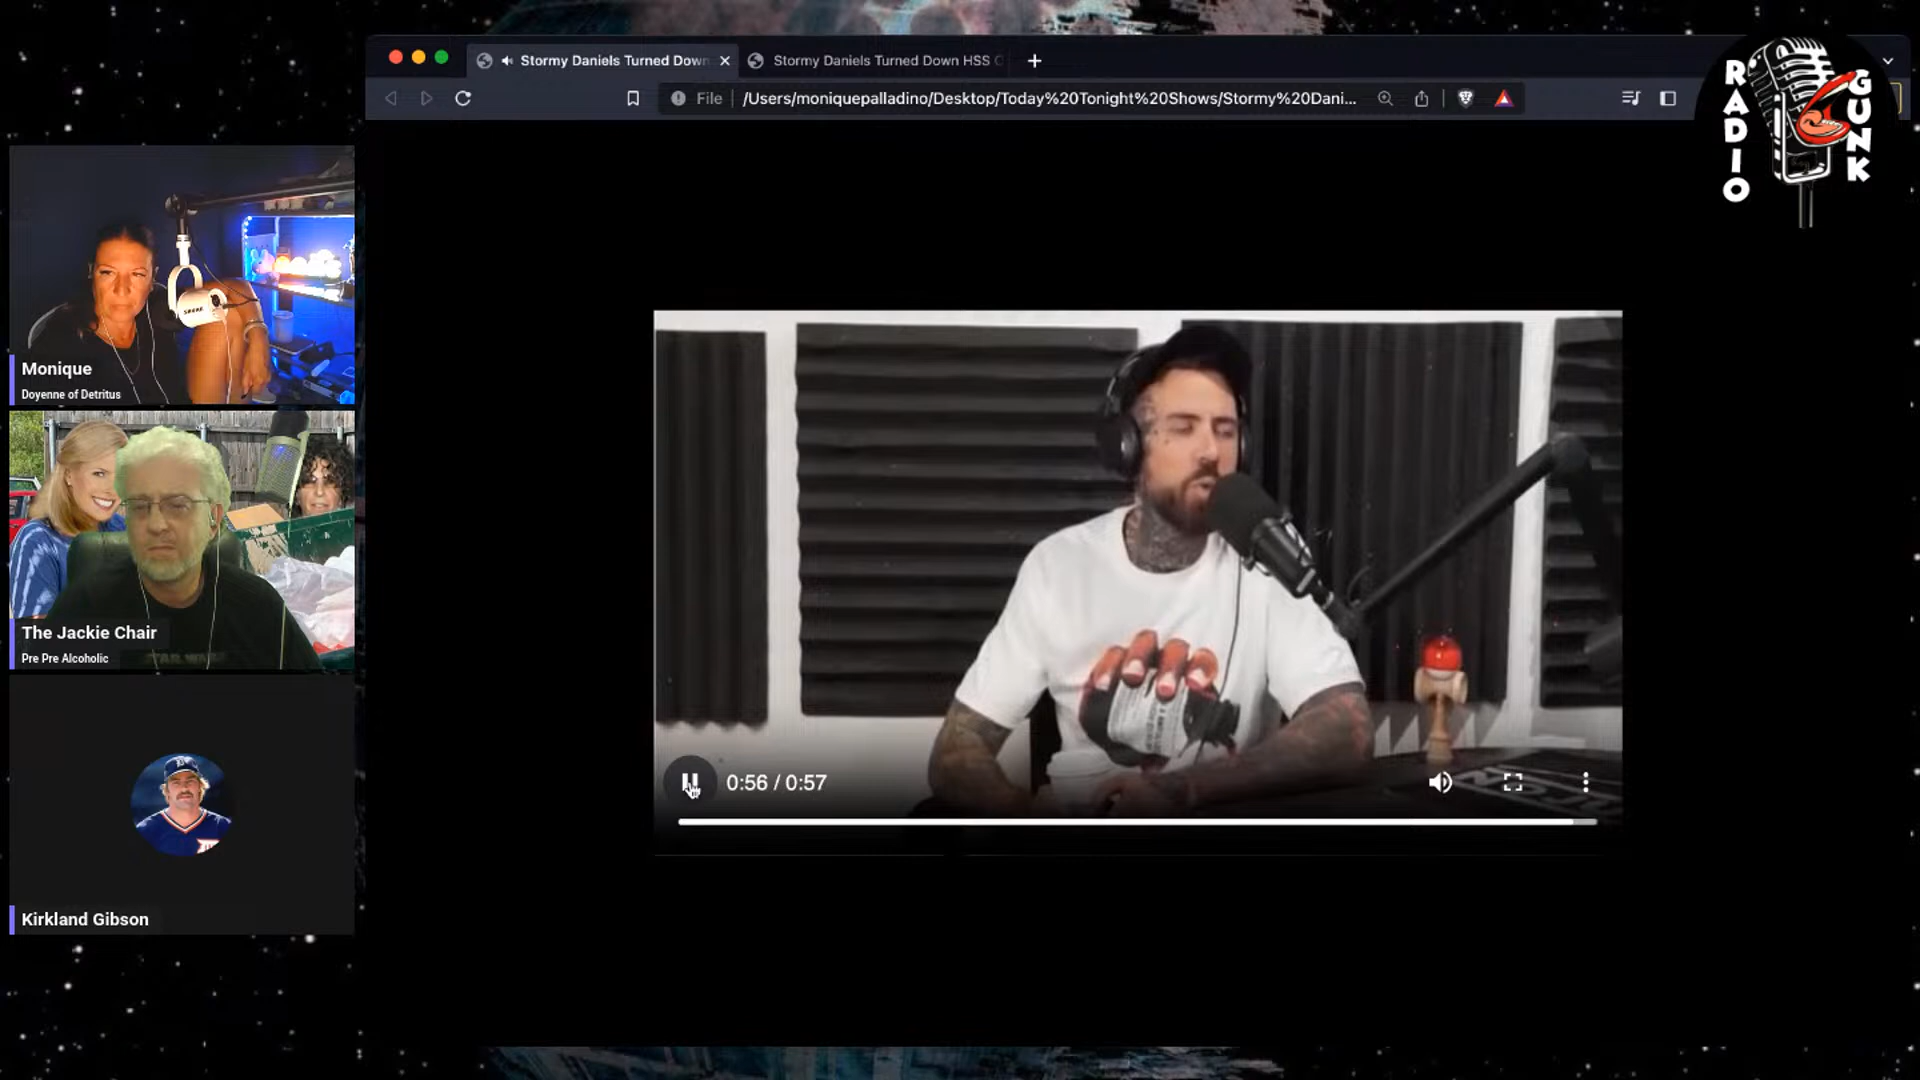 Stormy Daniels Turned Down
Stormy Daniels Turned Down HSS
File
/Users/moniquepalladino/Desktop/Today%20Tonight%20Shows/Stormy%20Dani...
RADIO
GUNK
SHURE
Monique
Doyenne of Detritus
The Jackie Chair
Pre Pre Alcoholic
Kirkland Gibson
0:56 / 0:57